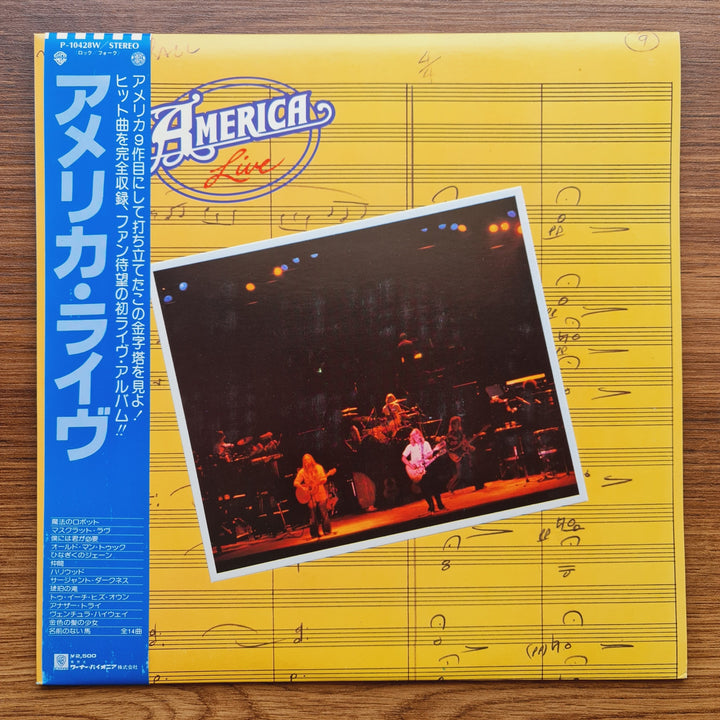 P-10428W/STEREO
(ロック フォーク)
アメリカ・ライヴ
アメリカ9作目にして打ち立てたこの金字塔を見よ!
ヒット曲を完全収録、ファン待望の初ライヴ・アルバム!!
魔法のロボット
マスクラット・ラヴ
僕には君が必要
オールド・マン・トゥック
ひなぎくのジェーン
仲間
ハリウッド
サージャント・ダークネス
琥珀の滝
トゥ・イーチ・ヒズ・オウン
アナザー・トライ
ヴェンチュラ・ハイウェイ
金色の髪の少女
名前のない馬 全14曲
¥2,500
ワーナー・パイオニア株式会社
AMERICA
Live
4/4
9